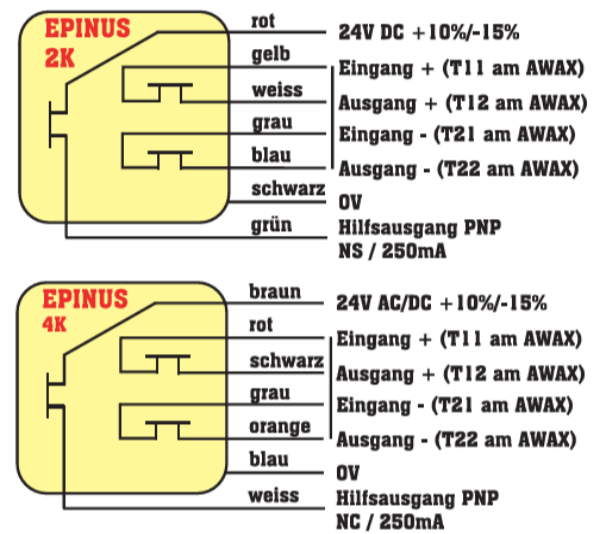 EPINUS
2K
rot 24V DC +10%/-15%
gelb Eingang + (T11 am AWAX)
weiss Ausgang + (T12 am AWAX)
grau Eingang - (T21 am AWAX)
blau Ausgang - (T22 am AWAX)
schwarz 0V
grün Hilfsausgang PNP
NS / 250mA
EPINUS
4K
braun 24V AC/DC +10%/-15%
rot Eingang + (T11 am AWAX)
schwarz Ausgang + (T12 am AWAX)
grau Eingang - (T21 am AWAX)
orange Ausgang - (T22 am AWAX)
blau 0V
weiss Hilfsausgang PNP
NC / 250mA